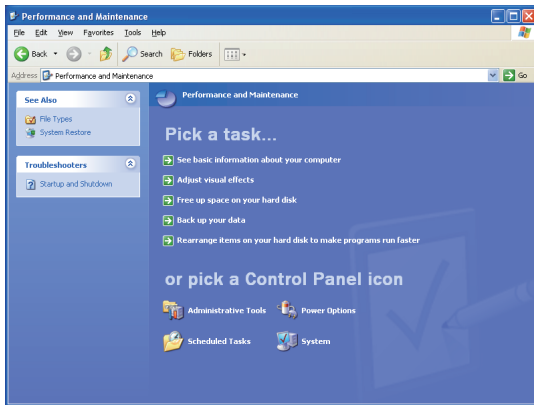 Performance and Maintenance
File Edit View Favorites Tools Help
Back Search Folders
Address Performance and Maintenance Go
See Also
File Types
System Restore
Troubleshooters
Startup and Shutdown
Performance and Maintenance
Pick a task...
See basic information about your computer
Adjust visual effects
Free up space on your hard disk
Back up your data
Rearrange items on your hard disk to make programs run faster
or pick a Control Panel icon
Administrative Tools Power Options
Scheduled Tasks System